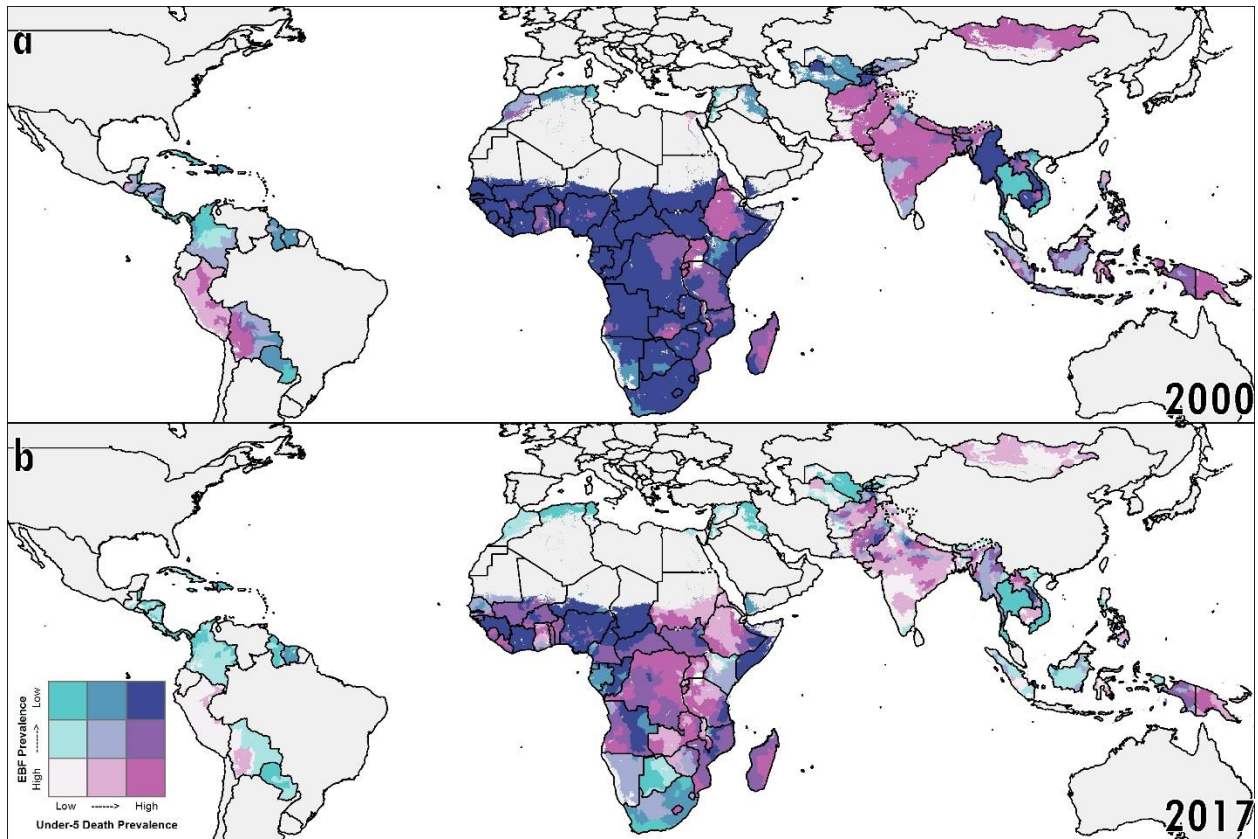 a
2000
b
EBF Prevalence
High ------> Low
Low ------> High
Under-5 Death Prevalence
2017